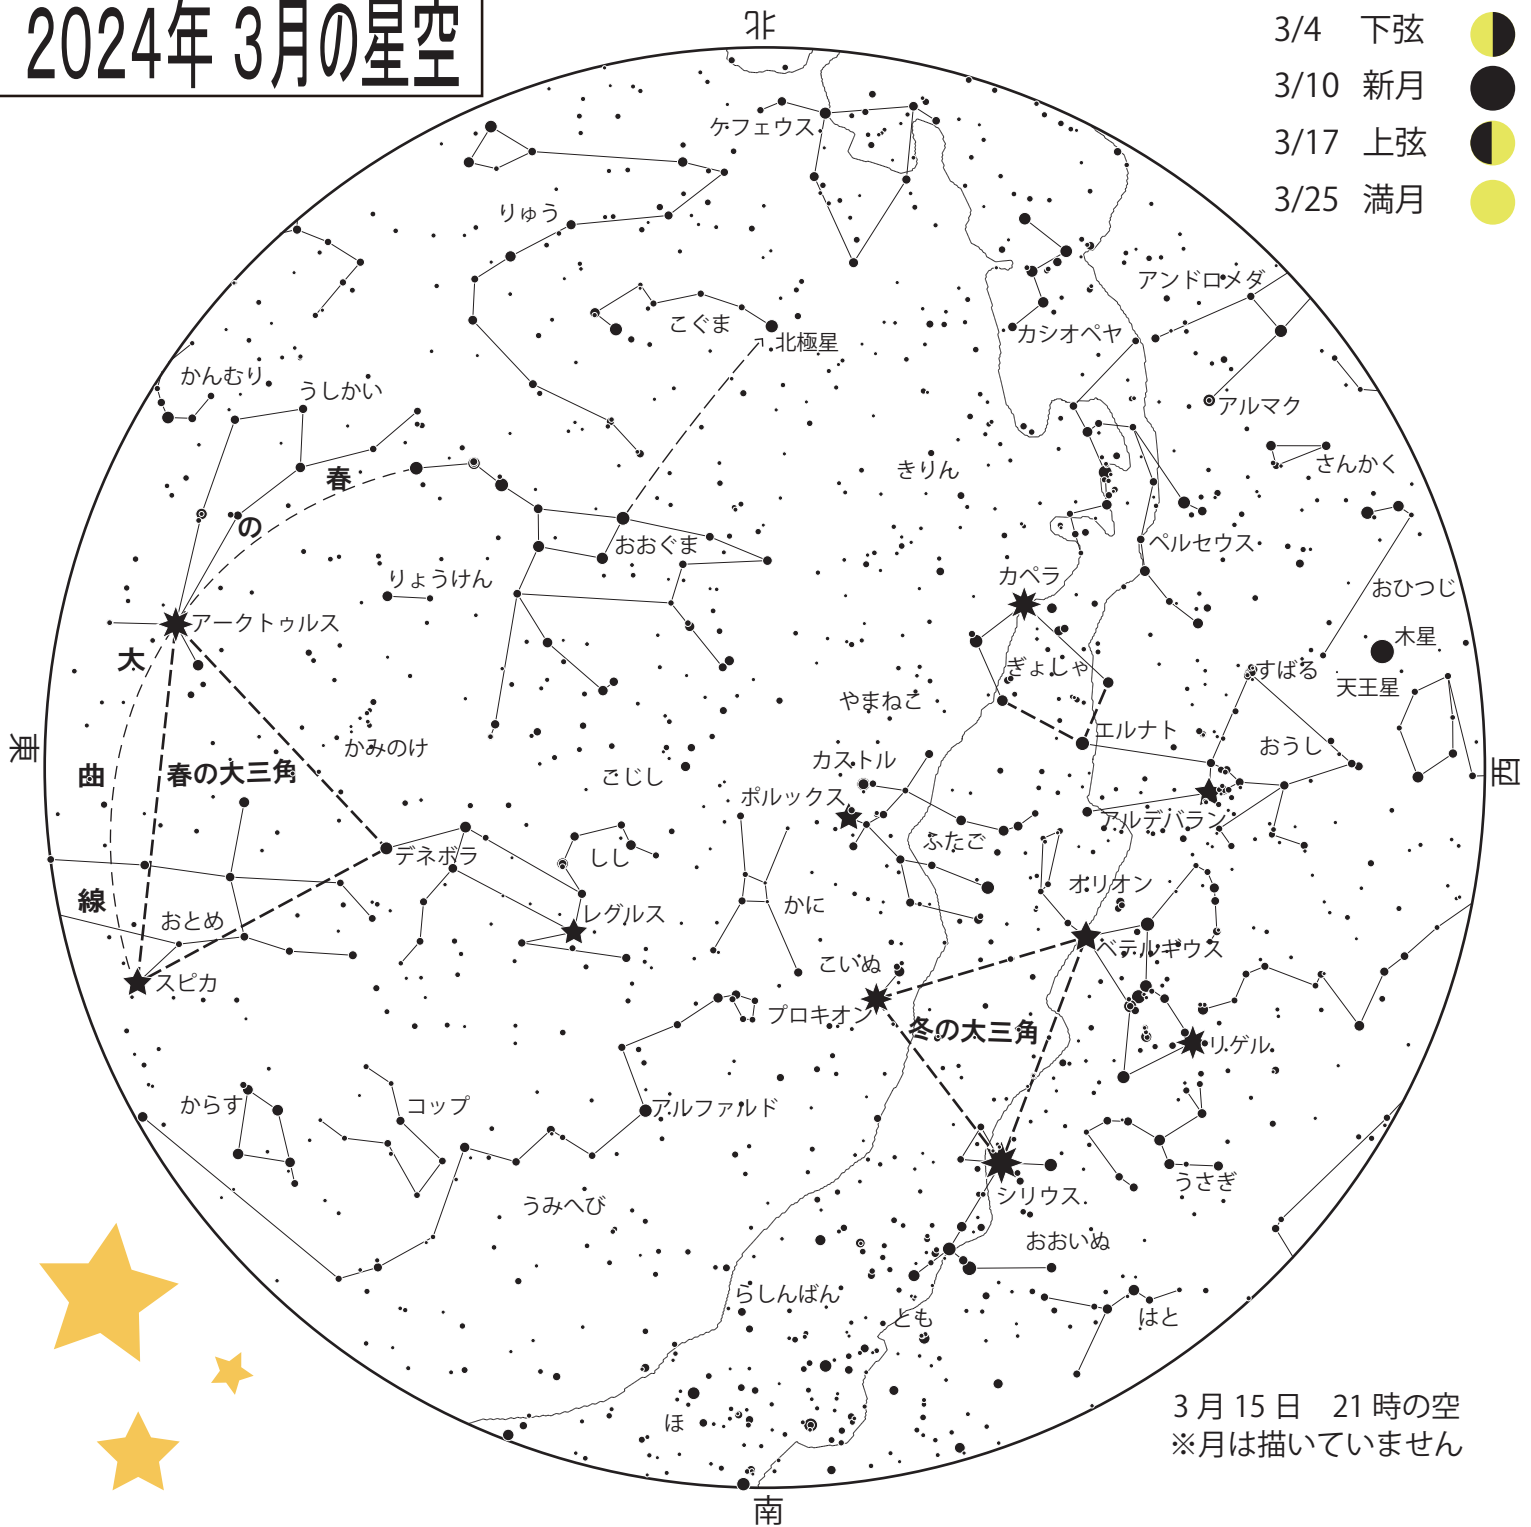 2024年 3月の星空
3/4 下弦
3/10 新月
3/17 上弦
3/25 満月
北
ケフェウス
りゅう
アンドロメダ
こぐま
北極星
カシオペヤ
かんむり
うしかい
アルマク
春
の
大
曲
線
きりん
さんかく
おおぐま
ペルセウス
りょうけん
カペラ
おひつじ
アークトゥルス
木星
ぎょしゃ
すばる
天王星
やまねこ
エルナト
おうし
東
西
かみのけ
カストル
春の大三角
こじし
ポルックス
アルデバラン
ふたご
デネボラ
しし
オリオン
かに
レグルス
おとめ
ベテルギウス
こいぬ
スピカ
プロキオン
冬の大三角
リゲル
からす
コップ
アルファルド
うさぎ
シリウス
うみへび
おおいぬ
らしんばん
とも
はと
ほ
3月15日 21時の空
※月は描いていません
南